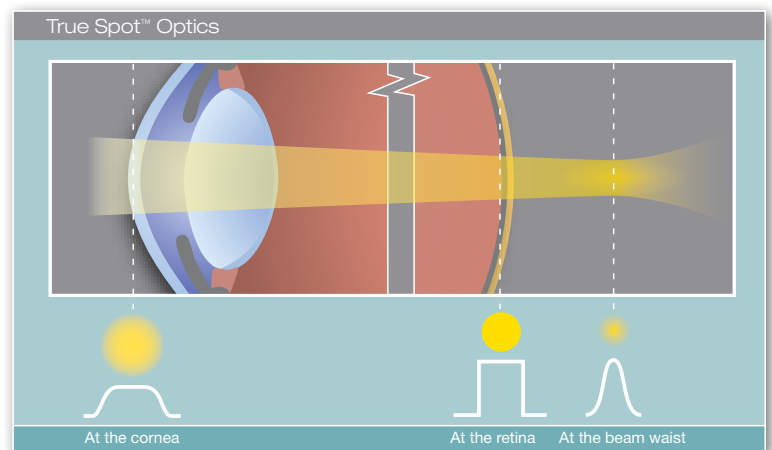 True Spot™ Optics
At the cornea
At the retina
At the beam waist